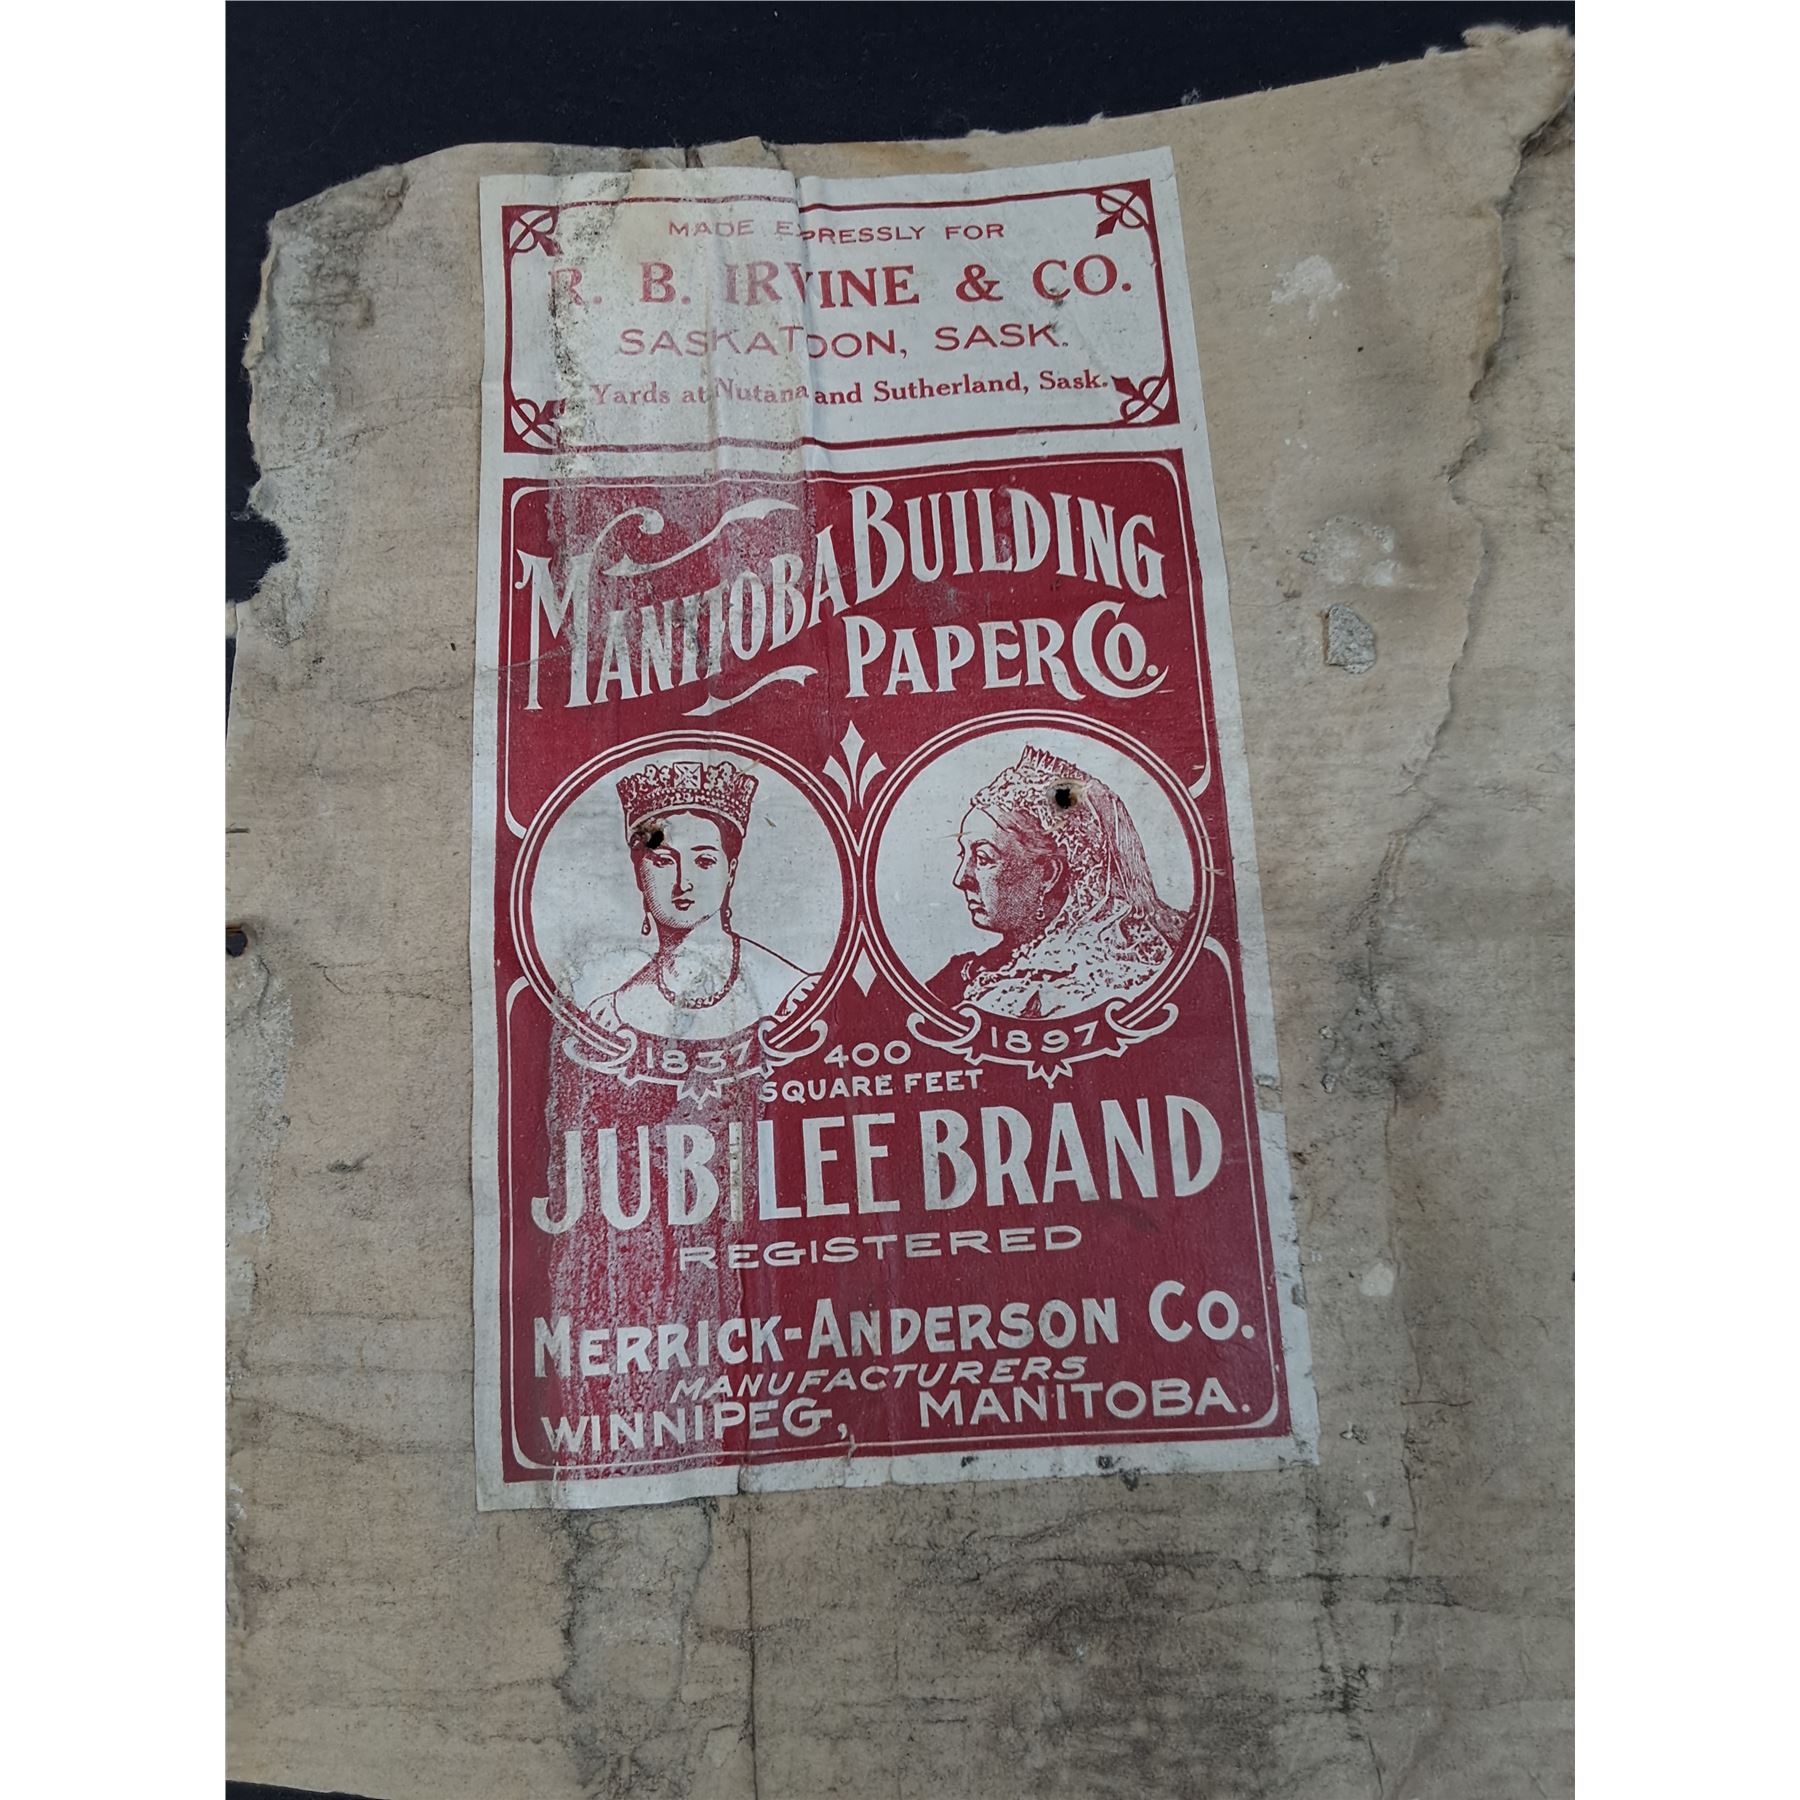 MADE EXPRESSLY FOR
R. B. IRVINE & CO.
SASKATOON, SASK.
Yards at Nutana and Sutherland, Sask.
MANITOBA BUILDING
PAPER CO.
1837
1897
400
SQUARE FEET
JUBILEE BRAND
REGISTERED
MERRICK-ANDERSON CO.
MANUFACTURERS
WINNIPEG, MANITOBA.